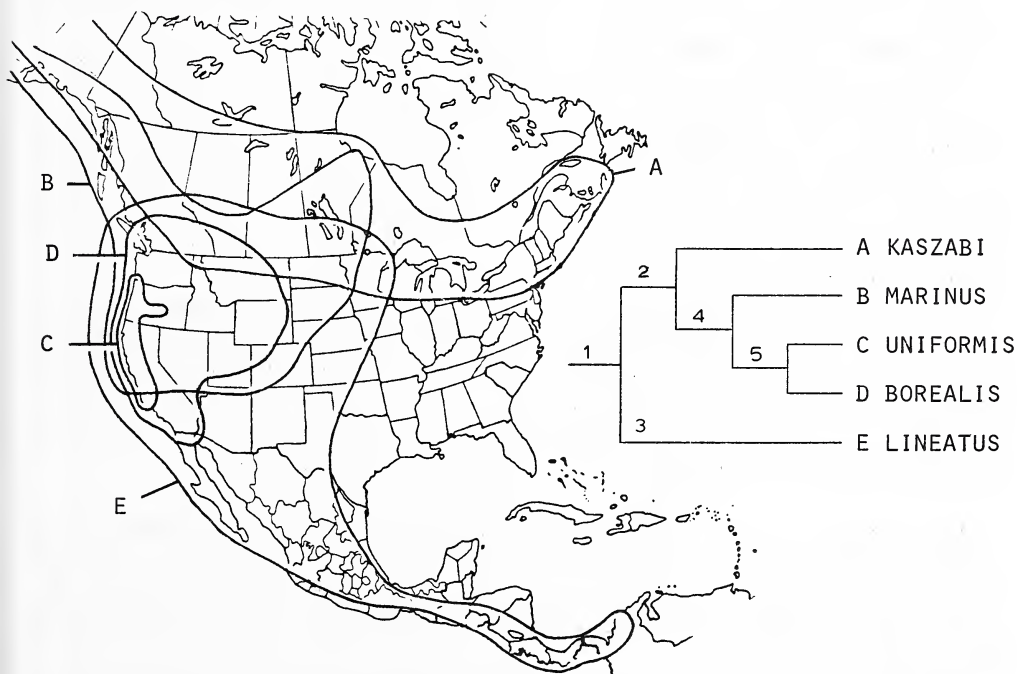 A
B
D
C
E
1
2
3
4
5
A KASZABI
B MARINUS
C UNIFORMIS
D BOREALIS
E LINEATUS